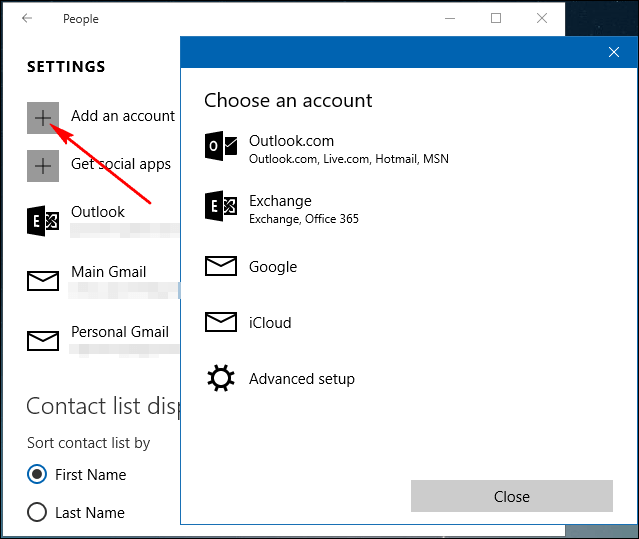 People
SETTINGS
Add an account
Get social apps
Outlook
Main Gmail
Personal Gmail
Contact list disp
Sort contact list by
First Name
Last Name
Choose an account
Outlook.com
Outlook.com, Live.com, Hotmail, MSN
Exchange
Exchange, Office 365
Google
iCloud
Advanced setup
Close